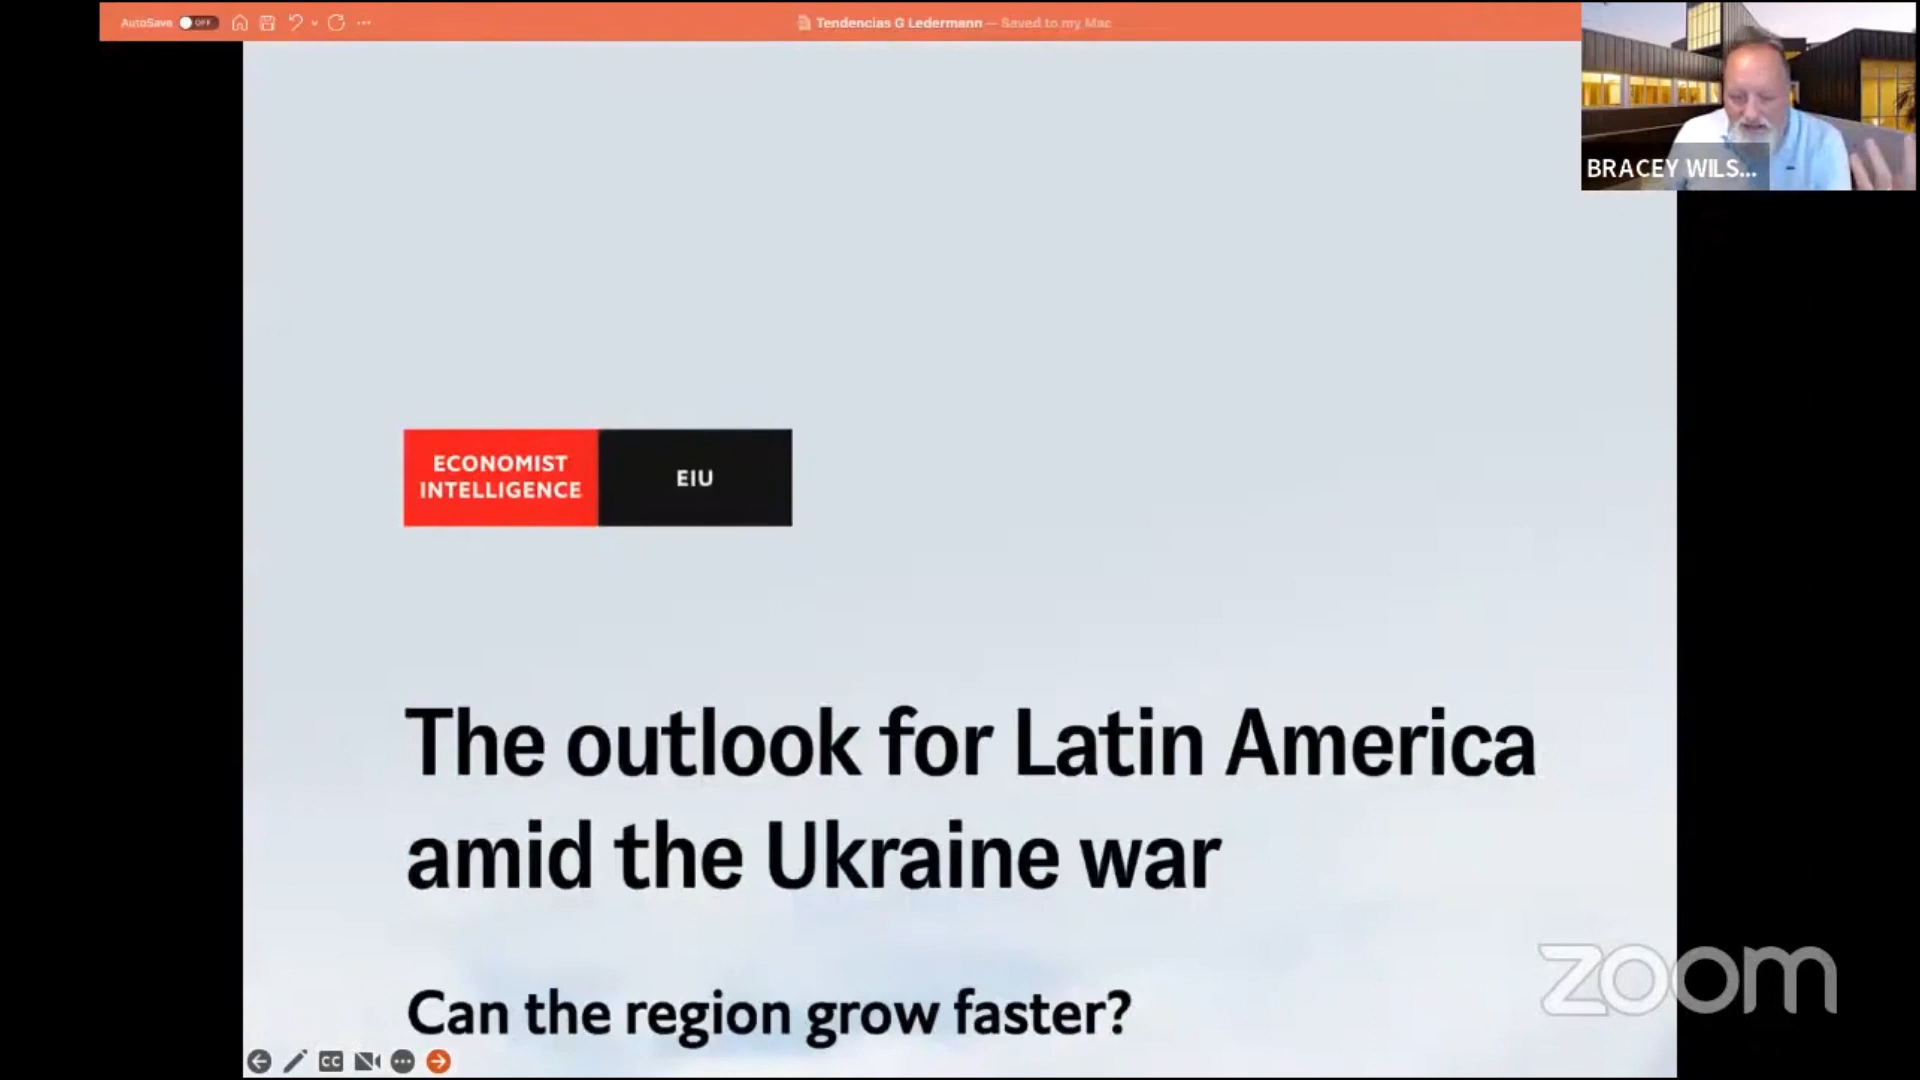 AutoSave OFF
Tendencias G Ledermann — Saved to my Mac
BRACEY WILS...
ECONOMIST
INTELLIGENCE
EIU
The outlook for Latin America
amid the Ukraine war
Can the region grow faster?
CC
zoom